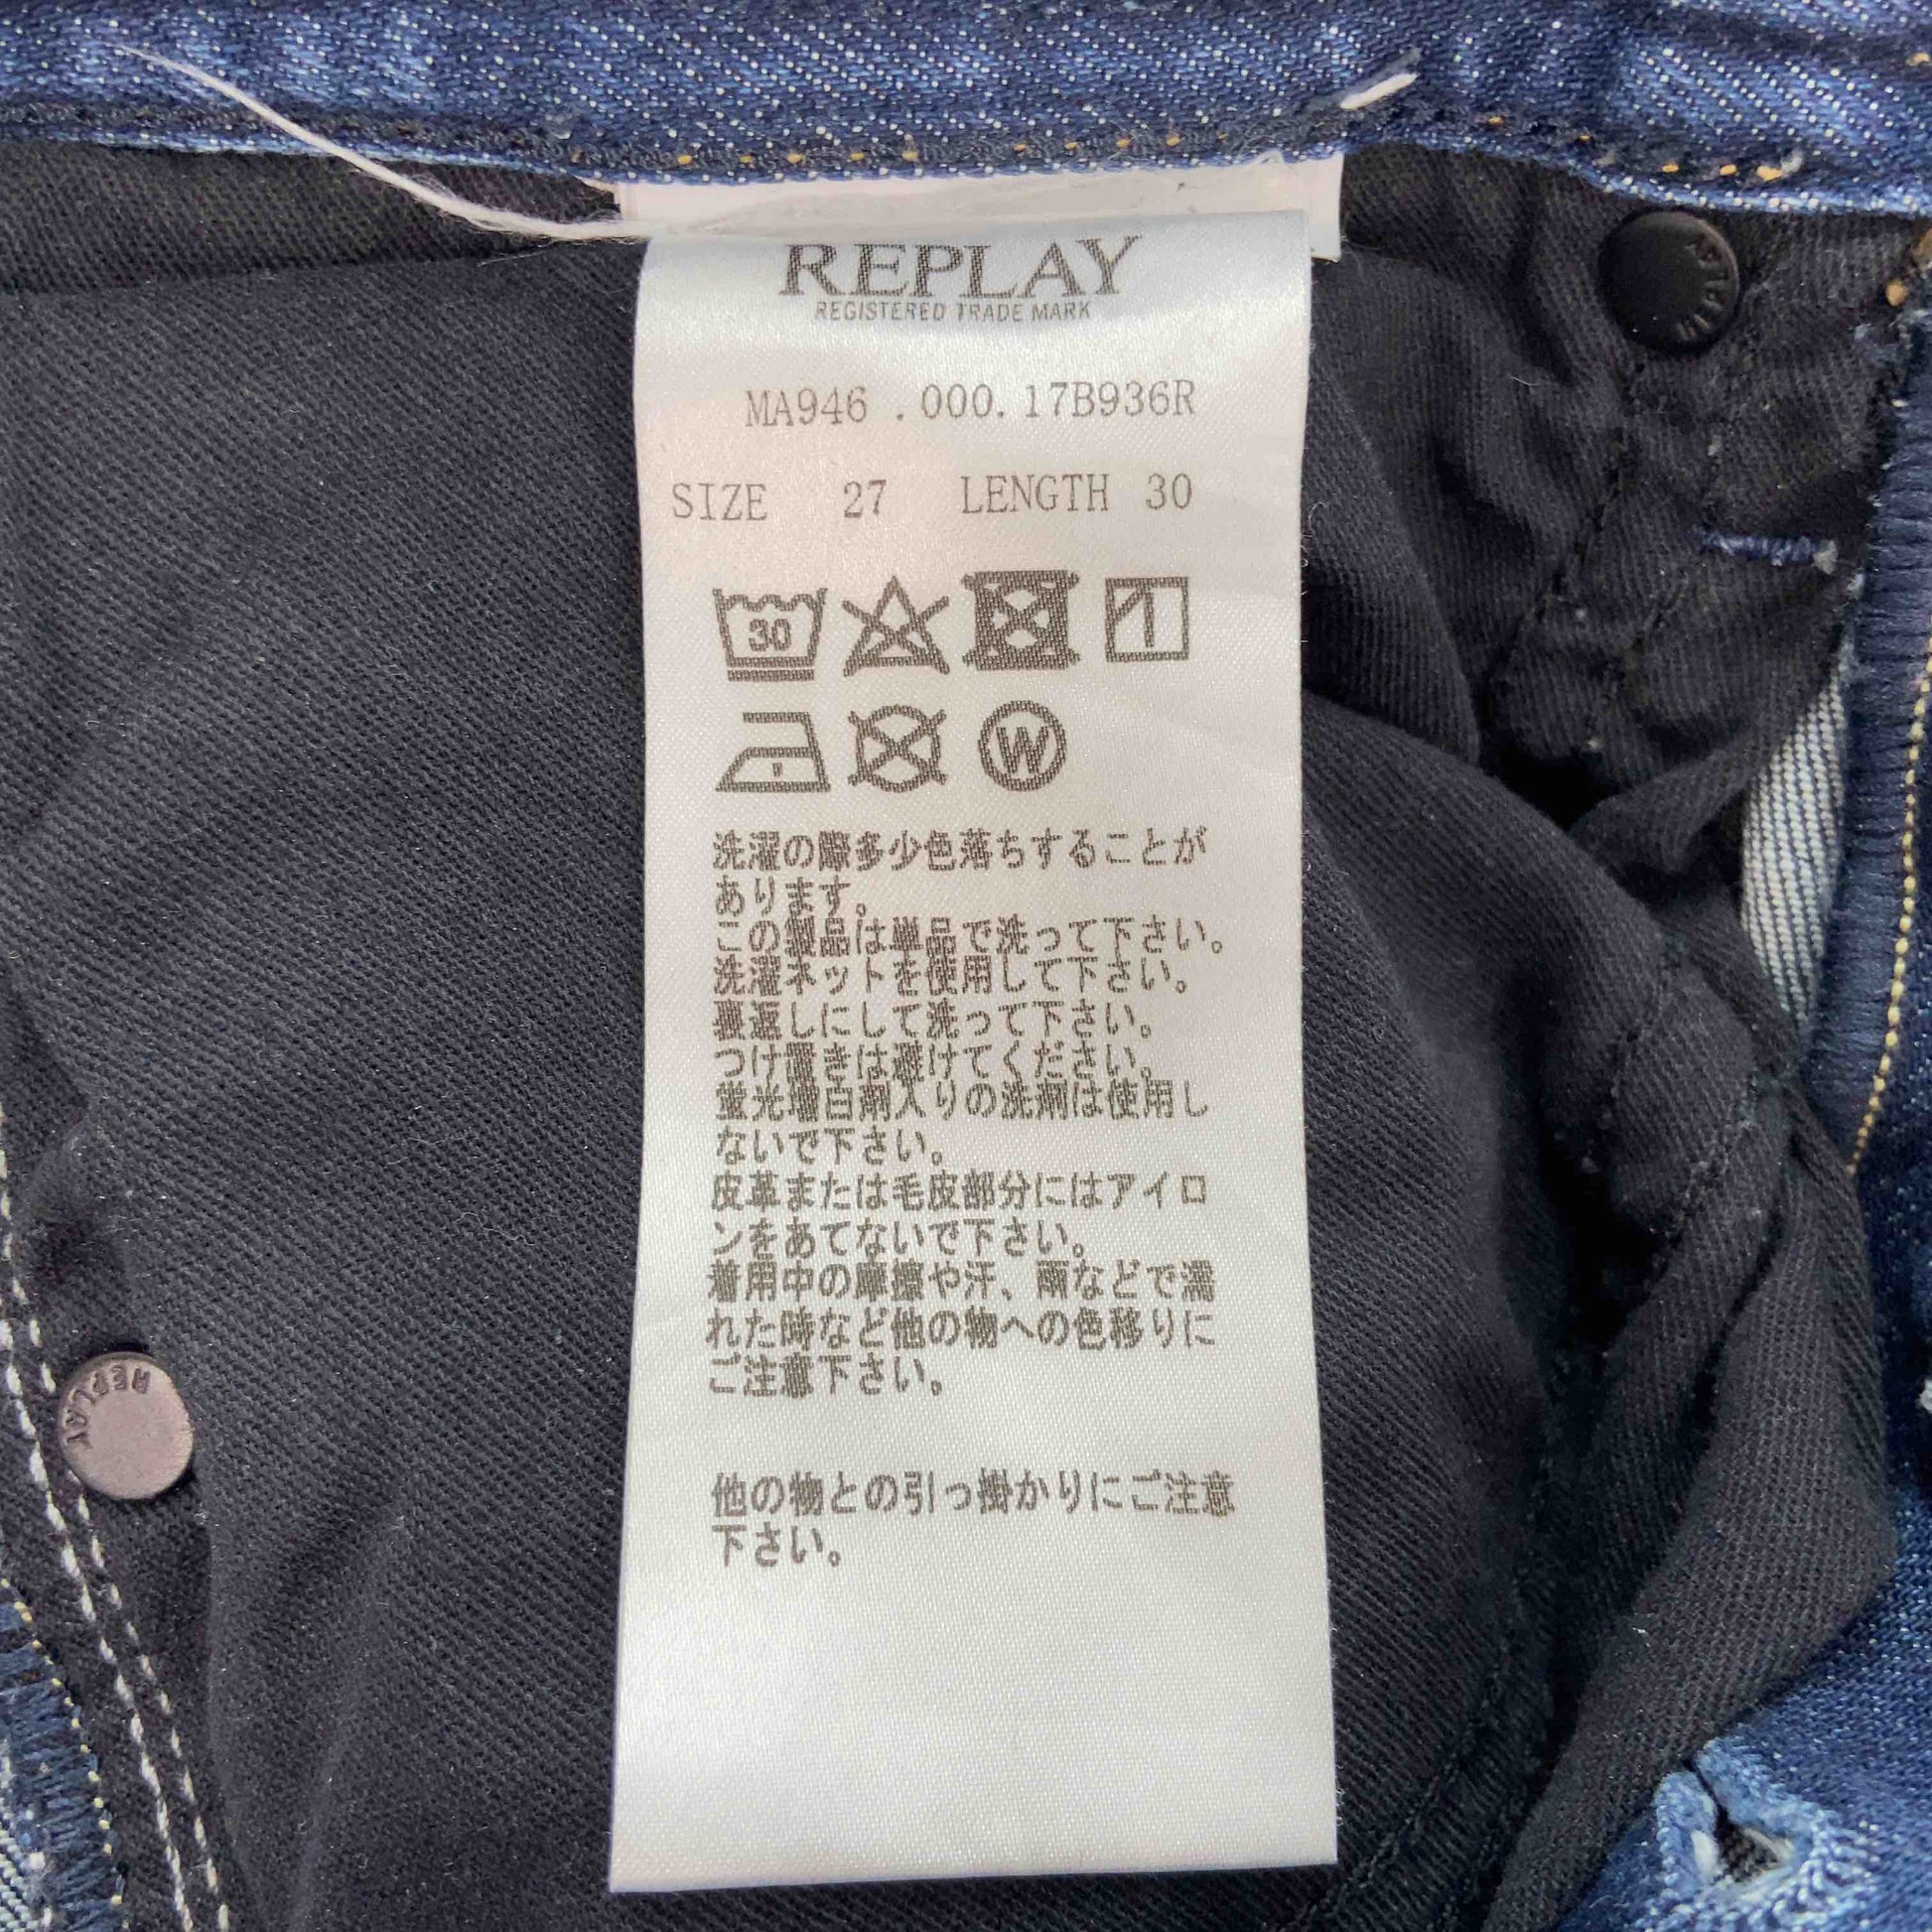 REPLAY
REGISTERED TRADE MARK
MA946 .000.17B936R
SIZE 27 LENGTH 30
30
W
洗濯の際多少色落ちすることが
あります。
この製品は単品で洗って下さい。
洗濯ネットを使用して下さい。
裏返しにして洗って下さい。
つけ置きは避けてください。
蛍光増白剤入りの洗剤は使用し
ないで下さい。
皮革または毛皮部分にはアイロ
ンをあてないで下さい。
着用中の摩擦や汗、雨などで濡
れた時など他の物への色移りに
ご注意下さい。
他の物との引っ掛かりにご注意
下さい。
REPLAY
REPLAY